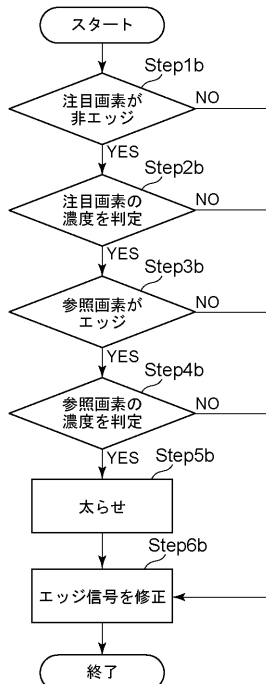 スタート
Step1b
注目画素が
非エッジ
NO
YES
Step2b
注目画素の
濃度を判定
NO
YES
Step3b
参照画素が
エッジ
NO
YES
Step4b
参照画素の
濃度を判定
NO
YES
Step5b
太らせ
Step6b
エッジ信号を修正
終了